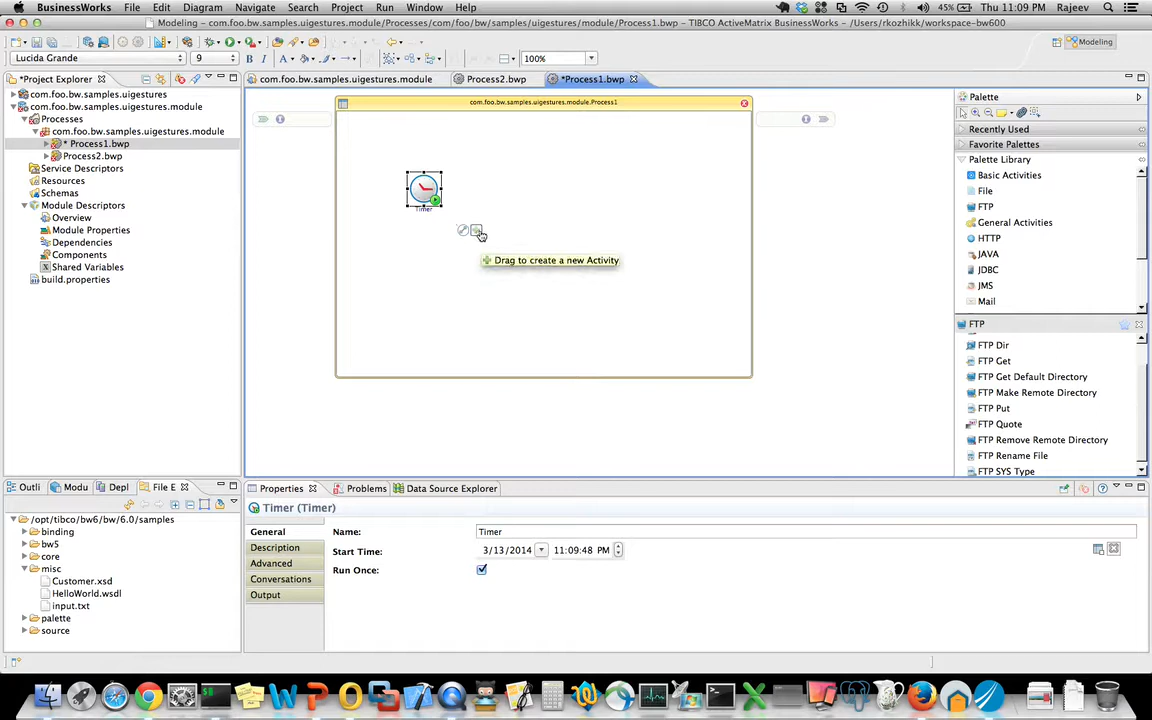 BusinessWorks File Edit Diagram Navigate Search Project Run Window Help 45% Thu 11:09 PM Rajeev
Modeling – com.foo.bw.samples.uigestures.module/Processes/com/foo/bw/samples/uigestures/module/Process1.bwp – TIBCO ActiveMatrix BusinessWorks – /Users/rkozhikk/workspace-bw600
Modeling
Lucida Grande 9 B I A 100%
*Project Explorer
com.foo.bw.samples.uigestures.module
Process2.bwp
*Process1.bwp
com.foo.bw.samples.uigestures
com.foo.bw.samples.uigestures.module
Processes
com.foo.bw.samples.uigestures.module
* Process1.bwp
Process2.bwp
Service Descriptors
Resources
Schemas
Module Descriptors
Overview
Module Properties
Dependencies
Components
Shared Variables
build.properties
com.foo.bw.samples.uigestures.module.Process1
Timer
Drag to create a new Activity
Palette
Recently Used
Favorite Palettes
Palette Library
Basic Activities
File
FTP
General Activities
HTTP
JAVA
JDBC
JMS
Mail
FTP
FTP Dir
FTP Get
FTP Get Default Directory
FTP Make Remote Directory
FTP Put
FTP Quote
FTP Remove Remote Directory
FTP Rename File
FTP SYS Type
Outli Modu Depl File E
/opt/tibco/bw6/bw/6.0/samples
binding
bw5
core
misc
Customer.xsd
HelloWorld.wsdl
input.txt
palette
source
Properties Problems Data Source Explorer
Timer (Timer)
General
Description
Advanced
Conversations
Output
Name: Timer
Start Time: 3/13/2014 11:09:48 PM
Run Once: